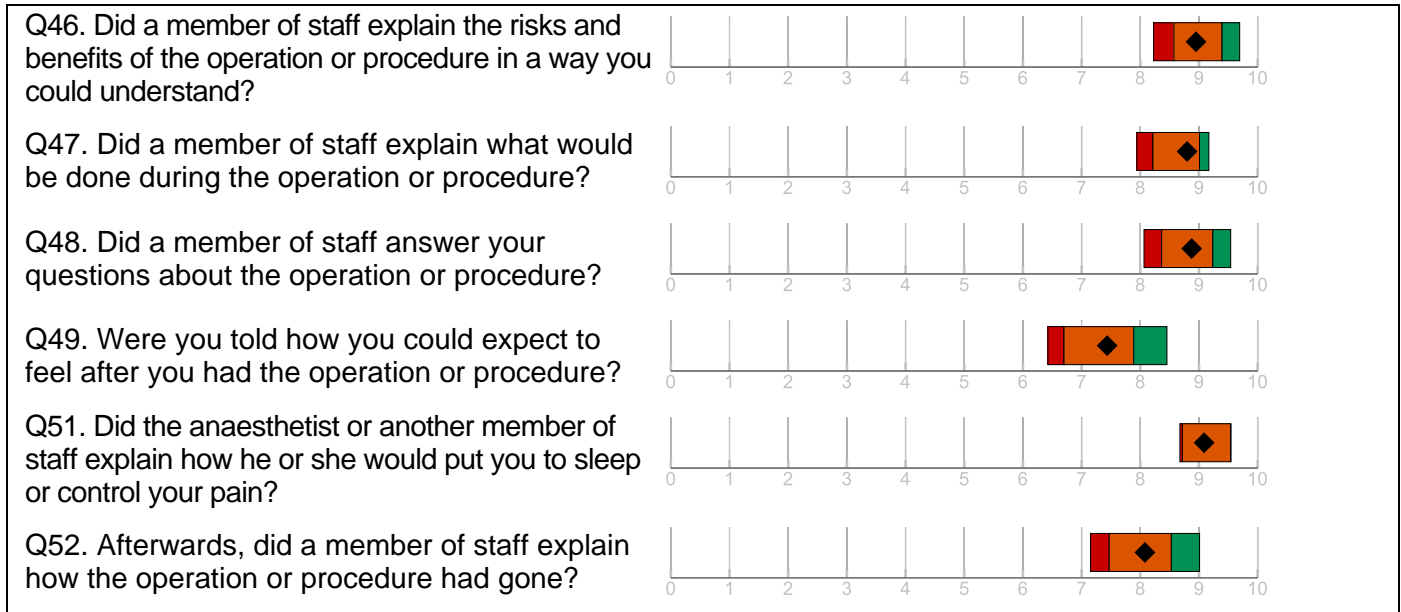 Q46. Did a member of staff explain the risks and
benefits of the operation or procedure in a way you
could understand?
0 1 2 3 4 5 6 7 8 9 10
Q47. Did a member of staff explain what would
be done during the operation or procedure?
0 1 2 3 4 5 6 7 8 9 10
Q48. Did a member of staff answer your
questions about the operation or procedure?
0 1 2 3 4 5 6 7 8 9 10
Q49. Were you told how you could expect to
feel after you had the operation or procedure?
0 1 2 3 4 5 6 7 8 9 10
Q51. Did the anaesthetist or another member of
staff explain how he or she would put you to sleep
or control your pain?
0 1 2 3 4 5 6 7 8 9 10
Q52. Afterwards, did a member of staff explain
how the operation or procedure had gone?
0 1 2 3 4 5 6 7 8 9 10